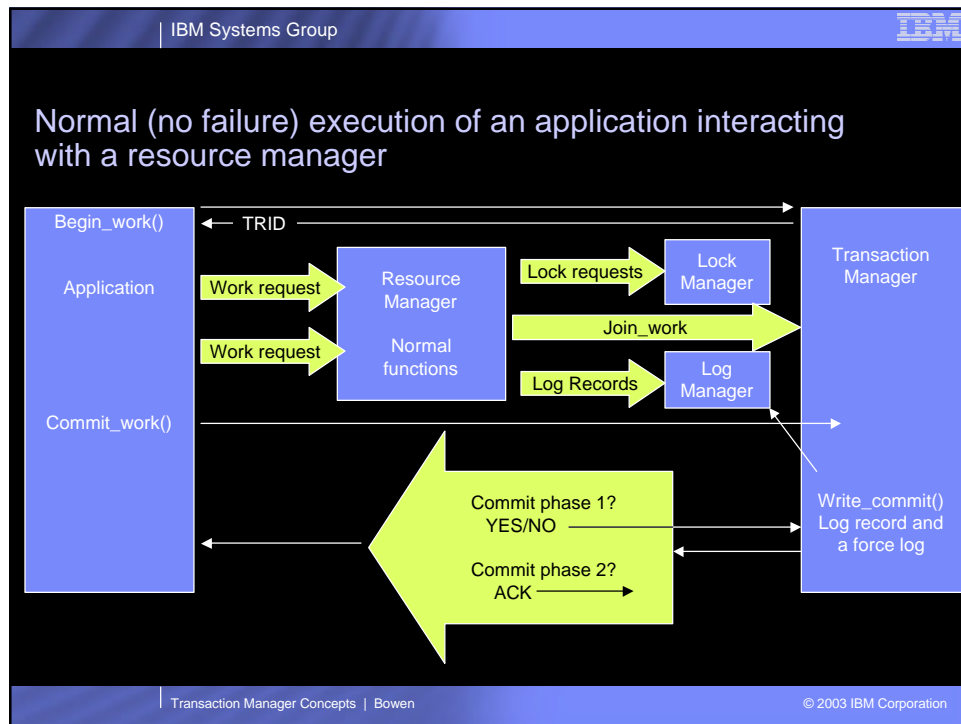 IBM Systems Group
IBM
Normal (no failure) execution of an application interacting
with a resource manager
Begin_work()
TRID
Application
Work request
Work request
Resource
Manager
Normal
functions
Lock requests
Lock
Manager
Join_work
Log Records
Log
Manager
Transaction
Manager
Commit_work()
Commit phase 1?
YES/NO
Commit phase 2?
ACK
Write_commit()
Log record and
a force log
Transaction Manager Concepts | Bowen
© 2003 IBM Corporation